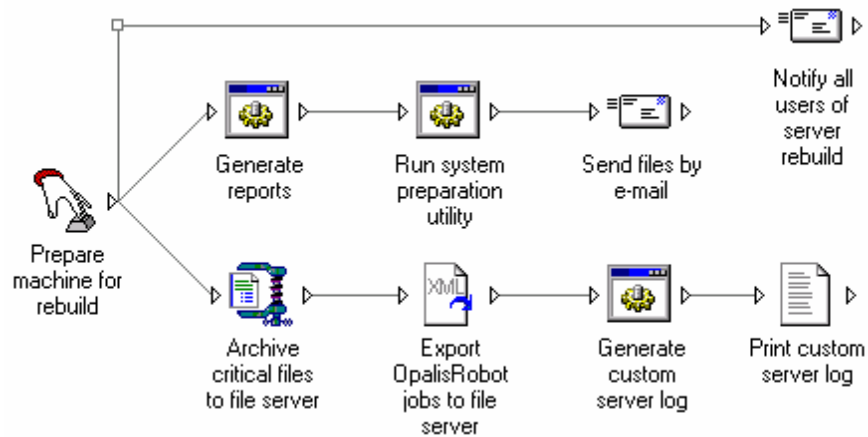 Notify all
users of
server
rebuild
Generate
reports
Run system
preparation
utility
Send files by
e-mail
Prepare
machine for
rebuild
XML
Archive
critical files
to file server
Export
OpalisRobot
jobs to file
server
Generate
custom
server log
Print custom
server log